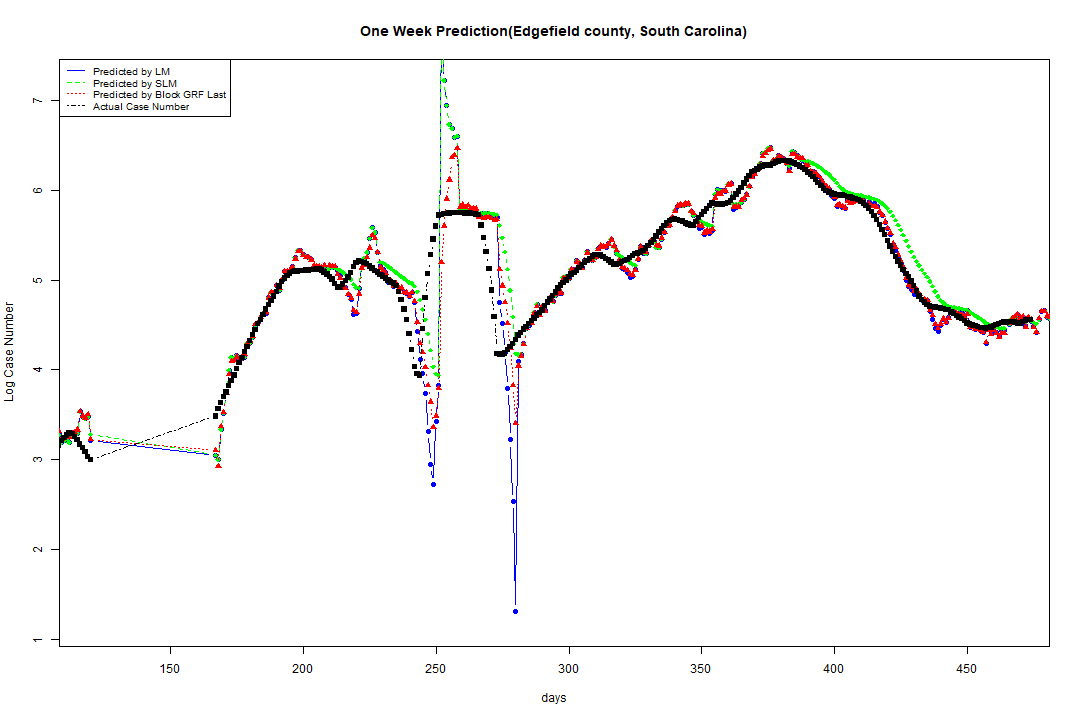 One Week Prediction(Edgefield county, South Carolina)
Predicted by LM
Predicted by SLM
Predicted by Block GRF Last
Actual Case Number
Log Case Number
7
6
5
4
3
2
1
150 200 250 300 350 400 450
days